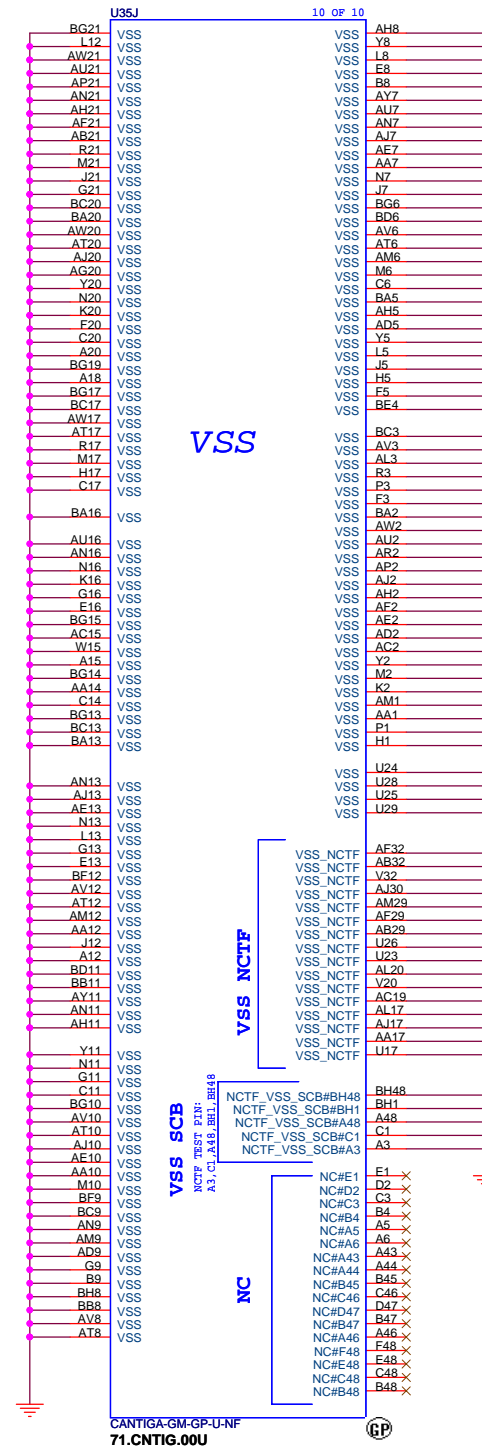 U35J 10 OF 10
BG21 VSS VSS AH8
L12 VSS VSS Y8
AW21 VSS VSS L8
AU21 VSS VSS E8
AP21 VSS VSS B8
AN21 VSS VSS AY7
AH21 VSS VSS AU7
AF21 VSS VSS AN7
AB21 VSS VSS AJ7
R21 VSS VSS AE7
M21 VSS VSS AA7
J21 VSS VSS N7
G21 VSS VSS J7
BC20 VSS VSS BG6
BA20 VSS VSS BD6
AW20 VSS VSS AV6
AT20 VSS VSS AT6
AJ20 VSS VSS AM6
AG20 VSS VSS M6
Y20 VSS VSS C6
N20 VSS VSS BA5
K20 VSS VSS AH5
F20 VSS VSS AD5
C20 VSS VSS Y5
A20 VSS VSS L5
BG19 VSS VSS J5
A18 VSS VSS H5
BG17 VSS VSS F5
BC17 VSS VSS BE4
AW17 VSS
AT17 VSS VSS BC3
VSS
R17 VSS VSS AV3
M17 VSS VSS AL3
H17 VSS VSS R3
C17 VSS VSS P3
VSS F3
BA16 VSS VSS BA2
VSS AW2
AU16 VSS VSS AU2
AN16 VSS VSS AR2
N16 VSS VSS AP2
K16 VSS VSS AJ2
G16 VSS VSS AH2
E16 VSS VSS AF2
BG15 VSS VSS AE2
AC15 VSS VSS AD2
W15 VSS VSS AC2
A15 VSS VSS Y2
BG14 VSS VSS M2
AA14 VSS VSS K2
C14 VSS VSS AM1
BG13 VSS VSS AA1
BC13 VSS VSS P1
BA13 VSS VSS H1
VSS U24
AN13 VSS VSS U28
AJ13 VSS VSS U25
AE13 VSS VSS U29
N13 VSS
L13 VSS
G13 VSS VSS_NCTF AF32
E13 VSS VSS_NCTF AB32
BF12 VSS VSS_NCTF V32
AV12 VSS VSS_NCTF AJ30
AT12 VSS VSS_NCTF AM29
AM12 VSS VSS_NCTF AF29
AA12 VSS VSS_NCTF AB29
J12 VSS VSS_NCTF U26
A12 VSS VSS_NCTF U23
BD11 VSS VSS_NCTF AL20
BB11 VSS VSS_NCTF V20
AY11 VSS VSS_NCTF AC19
AN11 VSS VSS_NCTF AL17
AH11 VSS VSS_NCTF AJ17
VSS_NCTF AA17
Y11 VSS VSS_NCTF U17
VSS NCTF
N11 VSS
G11 VSS
C11 VSS NCTF_VSS_SCB#BH48 BH48
BG10 VSS NCTF_VSS_SCB#BH1 BH1
AV10 VSS NCTF_VSS_SCB#A48 A48
AT10 VSS NCTF_VSS_SCB#C1 C1
AJ10 VSS NCTF_VSS_SCB#A3 A3
VSS SCB
NCTF TEST PIN:
A3,C1,A48,BH1,BH48
AE10 VSS
AA10 VSS NC#E1 E1
M10 VSS NC#D2 D2
BF9 VSS NC#C3 C3
BC9 VSS NC#B4 B4
AN9 VSS NC#A5 A5
AM9 VSS NC#A6 A6
AD9 VSS NC#A43 A43
G9 VSS NC#A44 A44
B9 VSS NC#B45 B45
BH8 VSS NC#C46 C46
BB8 VSS NC#D47 D47
AV8 VSS NC#B47 B47
AT8 VSS NC#A46 A46
NC#F48 F48
NC#E48 E48
NC#C48 C48
NC#B48 B48
NC
CANTIGA-GM-GP-U-NF
71.CNTIG.00U
GP